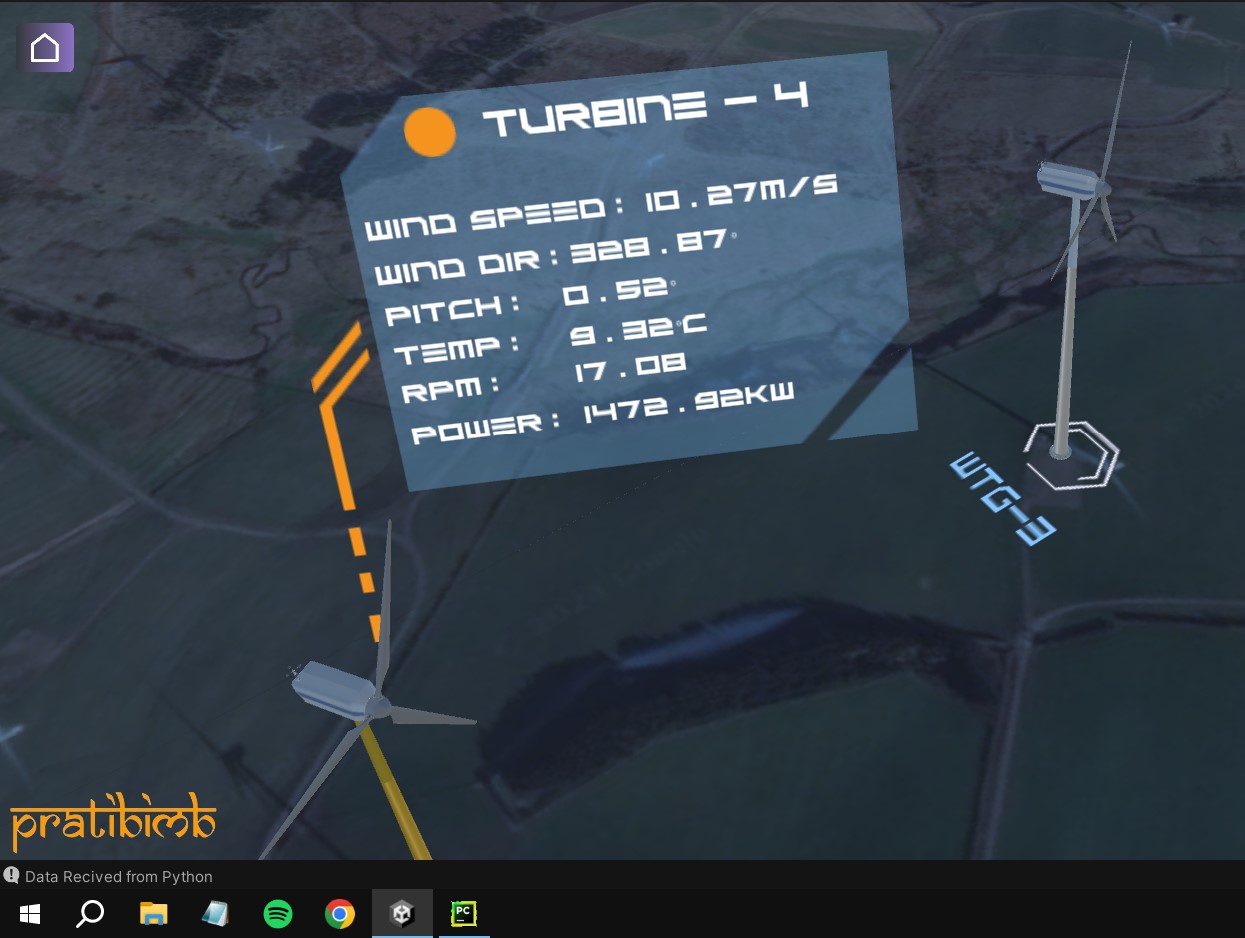 TURBINE - 4
WIND SPEED : 10.27M/S
WIND DIR : 328.87°
PITCH : 0.52°
TEMP : 9.32°C
RPM : 17.08
POWER : 1472.92KW
WTG-3
pratibimb
Data Recived from Python
PC